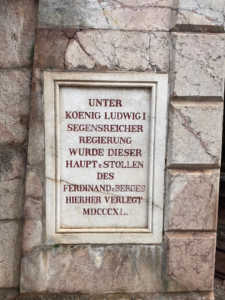 UNTER
KOENIG LUDWIG I
SEGENSREICHER
REGIERUNG
WURDE DIESER
HAUPT=STOLLEN
DES
FERDINAND=BERGES
HIERHER VERLEGT
MDCCCXL.